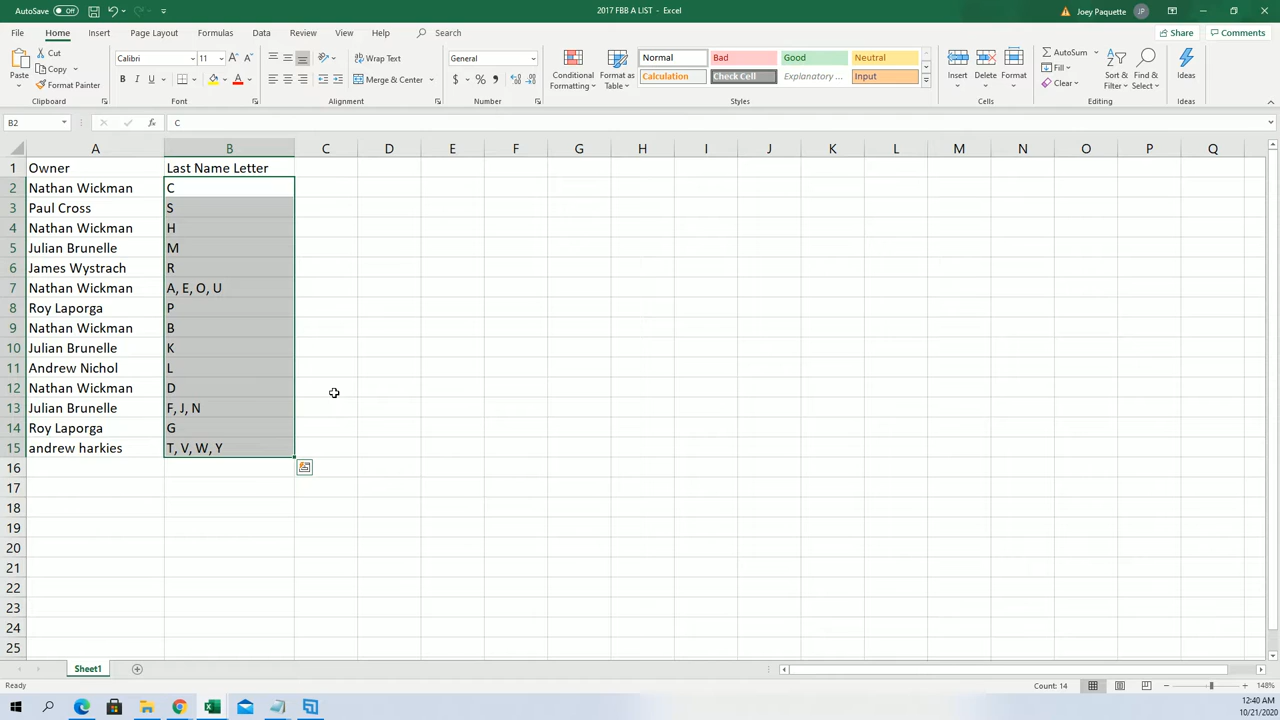 AutoSave Off
2017 FBB A LIST - Excel
Joey Paquette JP
File Home Insert Page Layout Formulas Data Review View Help Search Share Comments
Paste Cut Copy Format Painter Clipboard
Calibri 11 A A B I U A Font
ab Wrap Text Merge & Center Alignment
General $ % , Number
Conditional Formatting Format as Table
Normal Bad Good Neutral
Calculation Check Cell Explanatory ... Input
Styles
Insert Delete Format Cells
AutoSum Fill Clear Sort & Filter Find & Select Editing
Ideas Ideas
B2 fx C
A B C D E F G H I J K L M N O P Q
1 Owner Last Name Letter
2 Nathan Wickman C
3 Paul Cross S
4 Nathan Wickman H
5 Julian Brunelle M
6 James Wystrach R
7 Nathan Wickman A, E, O, U
8 Roy Laporga P
9 Nathan Wickman B
10 Julian Brunelle K
11 Andrew Nichol L
12 Nathan Wickman D
13 Julian Brunelle F, J, N
14 Roy Laporga G
15 andrew harkies T, V, W, Y
16
17
18
19
20
21
22
23
24
25
Sheet1
Ready Count: 14 148%
12:40 AM
10/21/2020